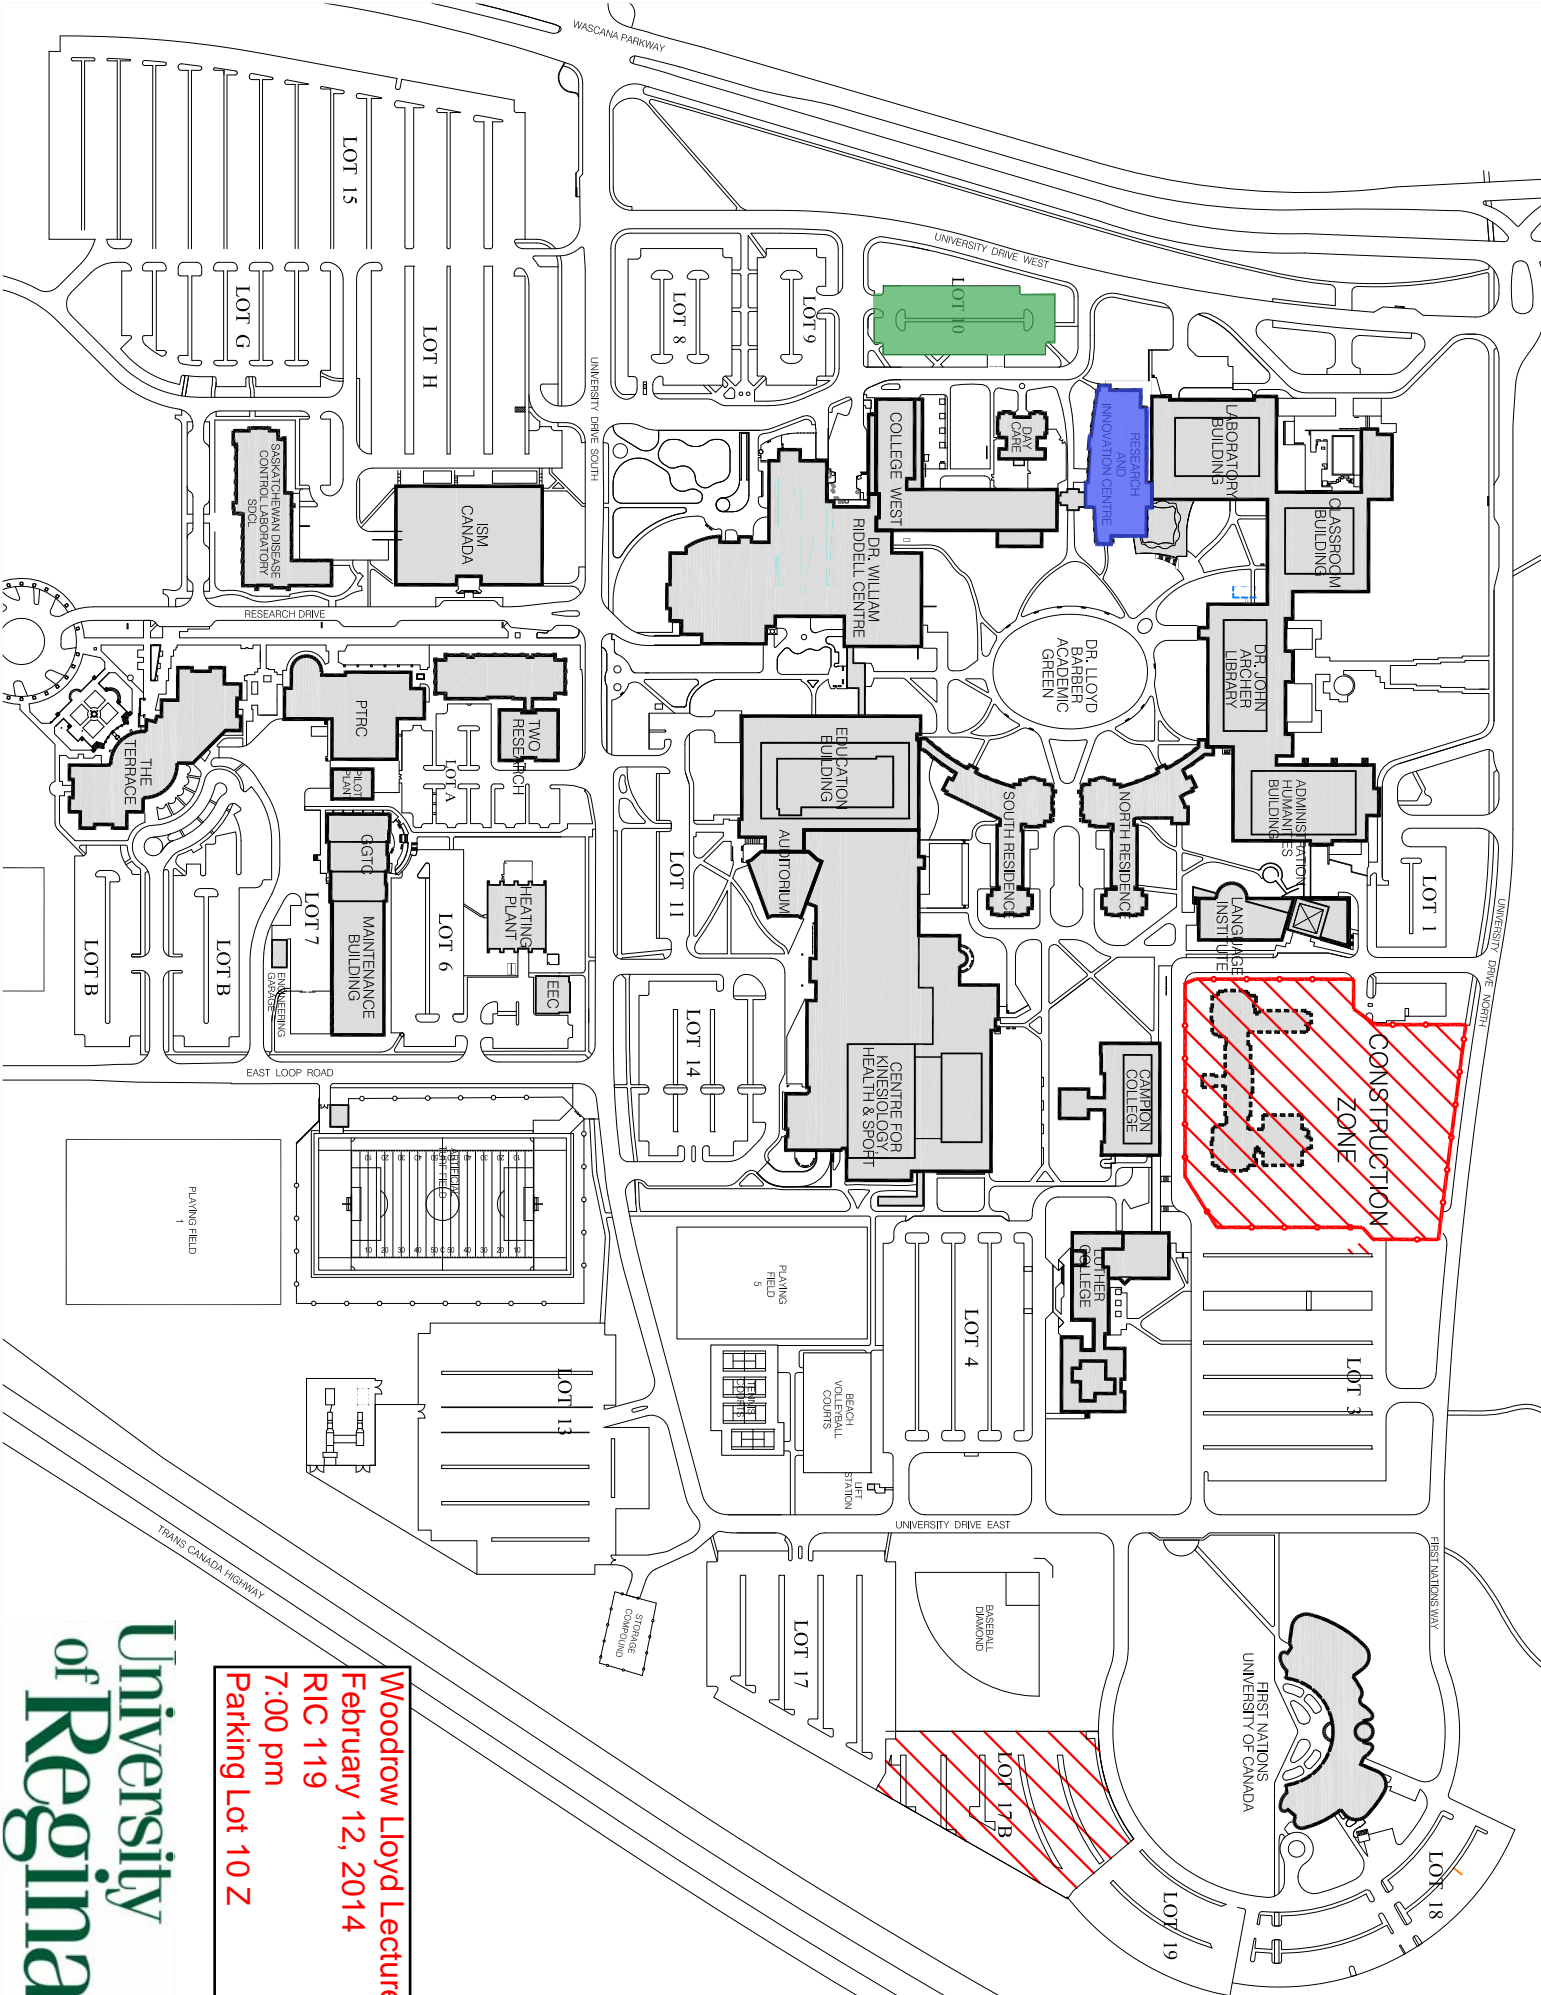 WASCANA PARKWAY
UNIVERSITY DRIVE WEST
LOT 15
LOT G
LOT H
LOT 8
LOT 9
LOT 10
UNIVERSITY DRIVE SOUTH
SASKATCHEWAN DISEASE
CONTROL LABORATORY
SDCL
ISM
CANADA
COLLEGE WEST
DAY
CARE
RESEARCH
AND
INNOVATION CENTRE
LABORATORY
BUILDING
CLASSROOM
BUILDING
DR. WILLIAM
RIDDELL CENTRE
RESEARCH DRIVE
DR. LLOYD
BARBER
ACADEMIC
GREEN
DR. JOHN
ARCHER
LIBRARY
THE
TERRACE
PTRC
PILOT
PLANT
TWO
RESEARCH
LOT A
EDUCATION
BUILDING
AUDITORIUM
SOUTH RESIDENCE
NORTH RESIDENCE
ADMINISTRATION
HUMANITIES
BUILDING
LOT 1
LANGUAGE
INSTITUTE
UNIVERSITY DRIVE NORTH
GGTC
MAINTENANCE
BUILDING
LOT 6
LOT 7
HEATING
PLANT
EEC
ENGINEERING
GARAGE
LOT B
LOT B
LOT 11
LOT 14
CENTRE FOR
KINESIOLOGY,
HEALTH & SPORT
CAMPION
COLLEGE
CONSTRUCTION
ZONE
EAST LOOP ROAD
PLAYING FIELD
1
ARTIFICIAL
TURF FIELD
PLAYING
FIELD
5
LOT 4
LUTHER
COLLEGE
LOT 3
LOT 13
TENNIS
COURTS
BEACH
VOLLEYBALL
COURTS
LIFT
STATION
UNIVERSITY DRIVE EAST
FIRST NATIONS WAY
TRANS CANADA HIGHWAY
STORAGE
COMPOUND
LOT 17
BASEBALL
DIAMOND
FIRST NATIONS
UNIVERSITY OF CANADA
LOT 17B
LOT 18
LOT 19
Woodrow Lloyd Lecture
February 12, 2014
RIC 119
7:00 pm
Parking Lot 10 Z
University
of Regina